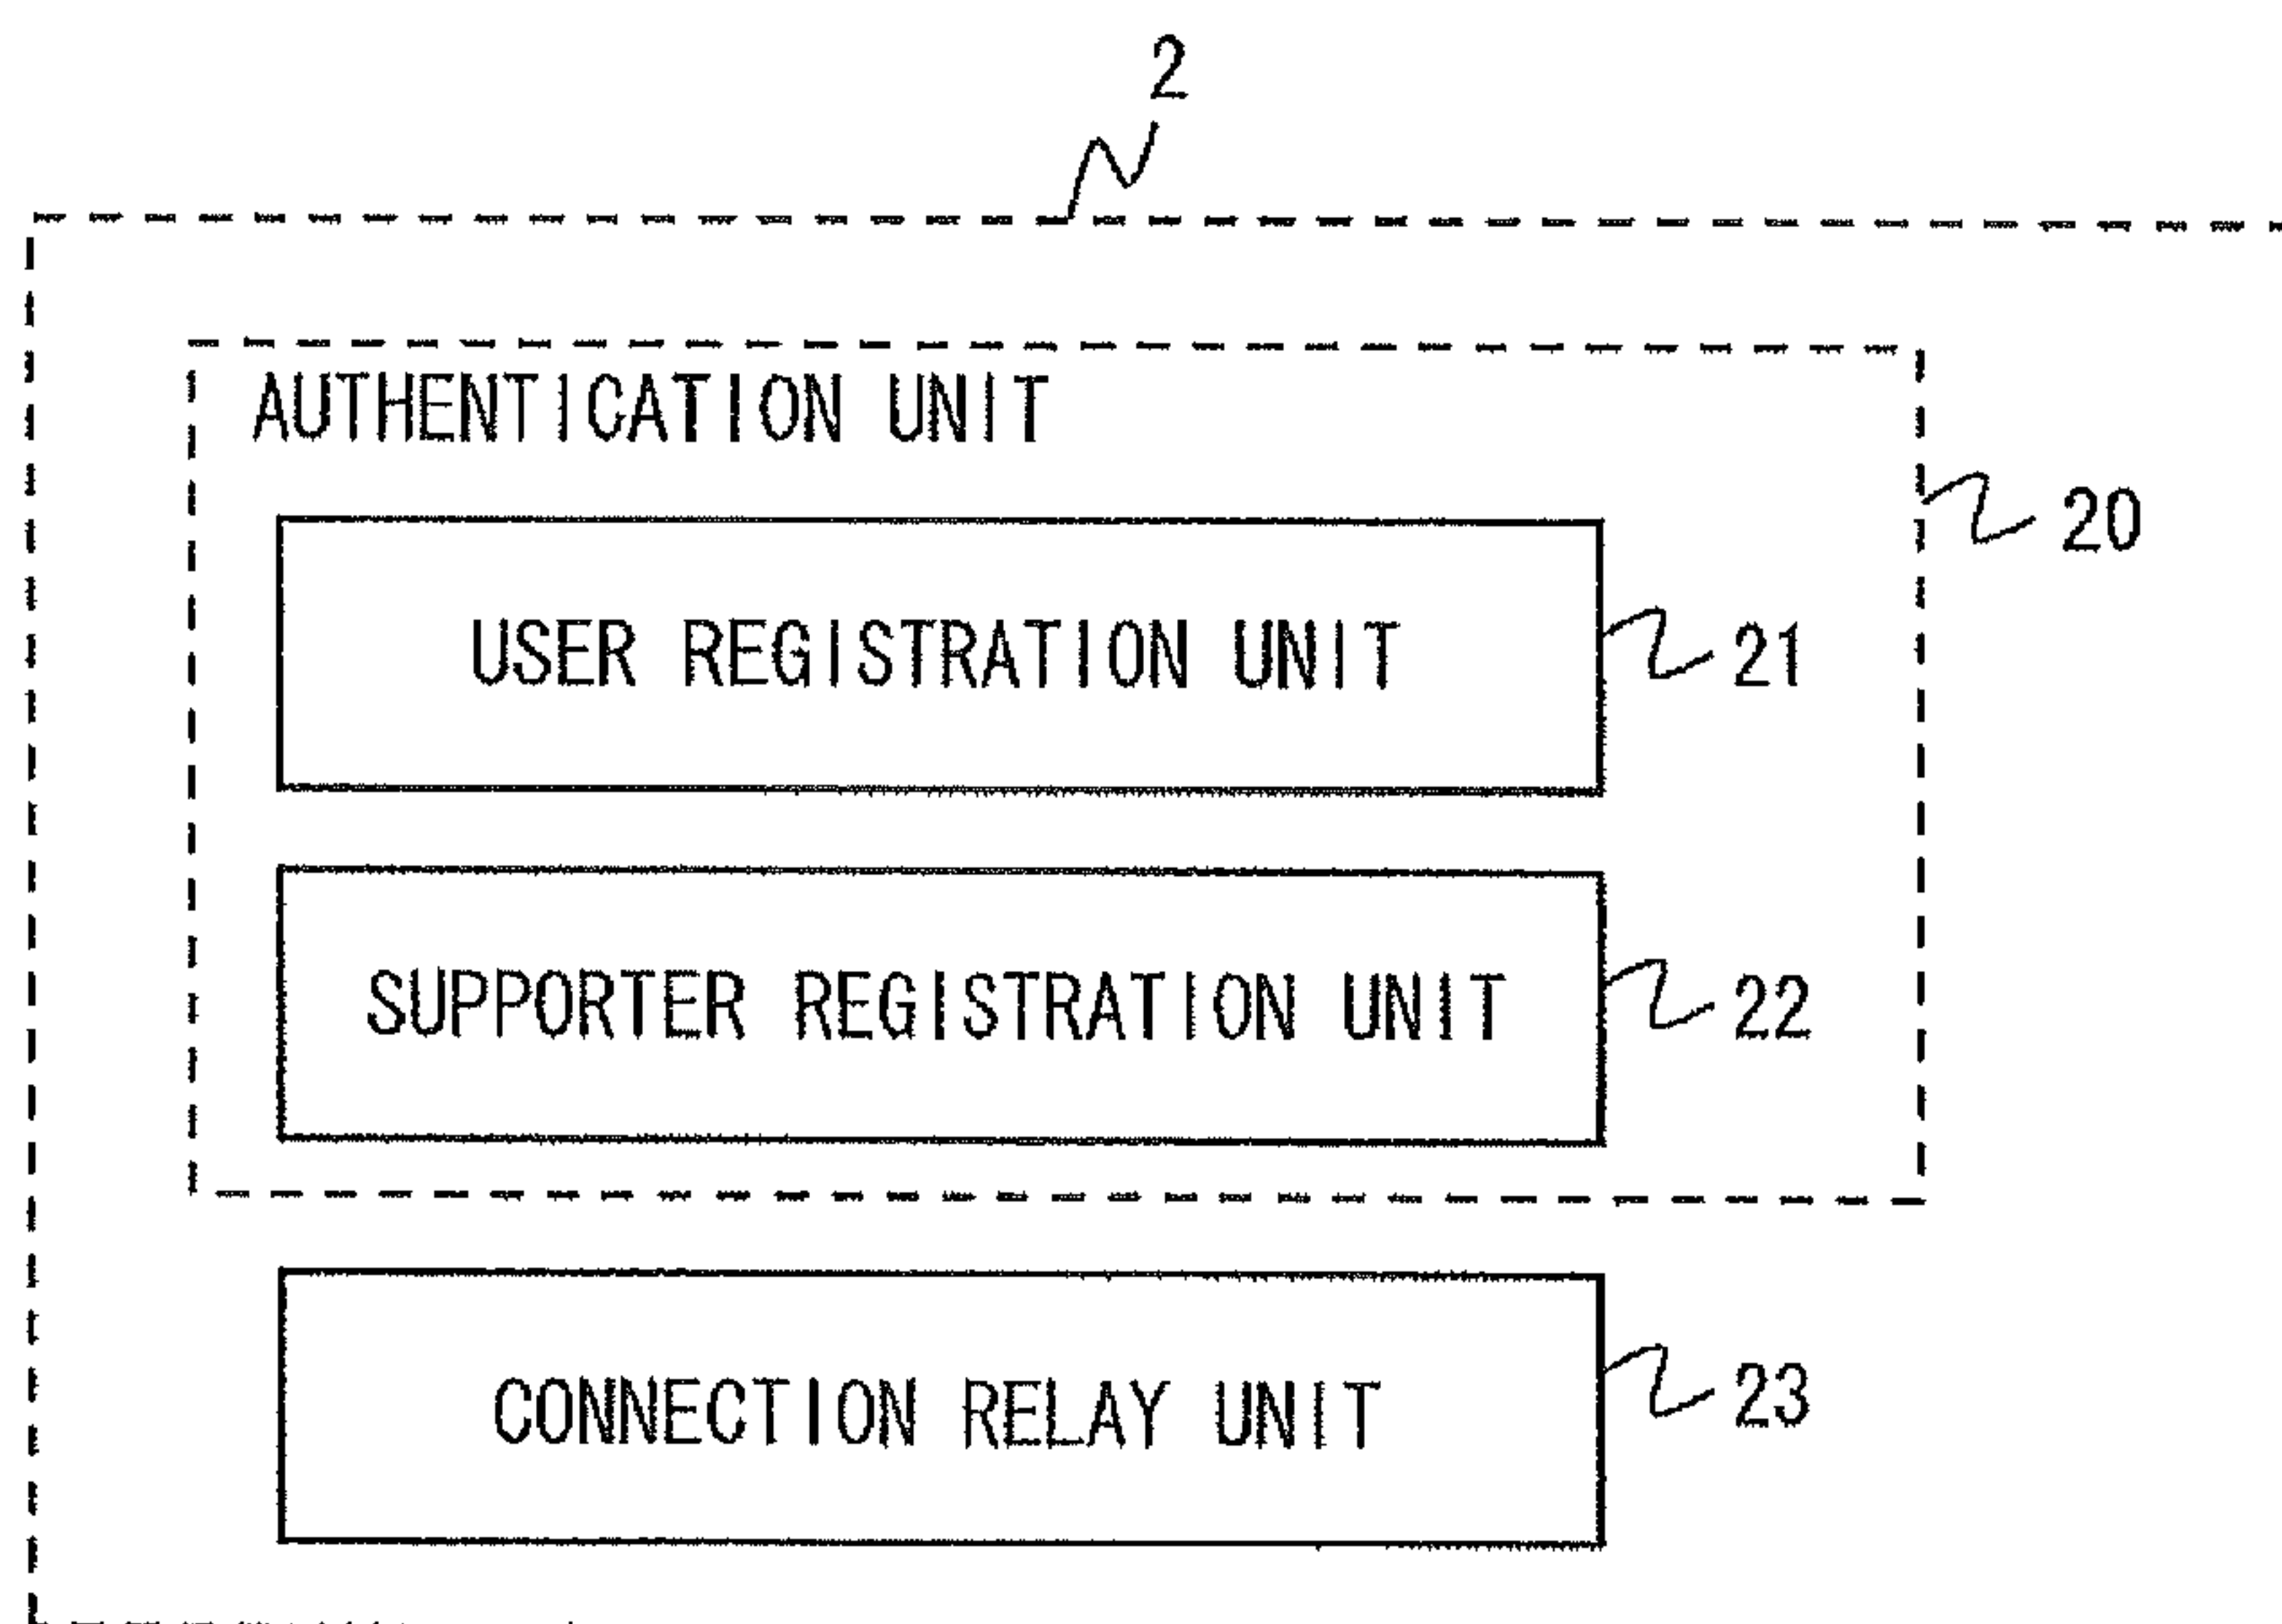 2
AUTHENTICATION UNIT
20
USER REGISTRATION UNIT
21
SUPPORTER REGISTRATION UNIT
22
CONNECTION RELAY UNIT
23